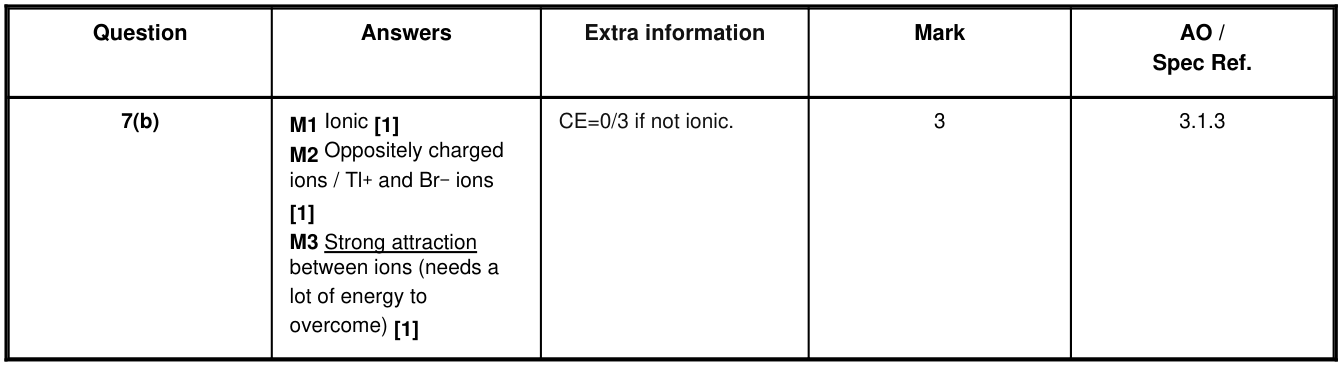 Question Answers Extra information Mark AO /
Spec Ref.
7(b) M1 Ionic [1] CE=0/3 if not ionic. 3 3.1.3
M2 Oppositely charged
ions / Tl+ and Br− ions
[1]
M3 Strong attraction
between ions (needs a
lot of energy to
overcome) [1]